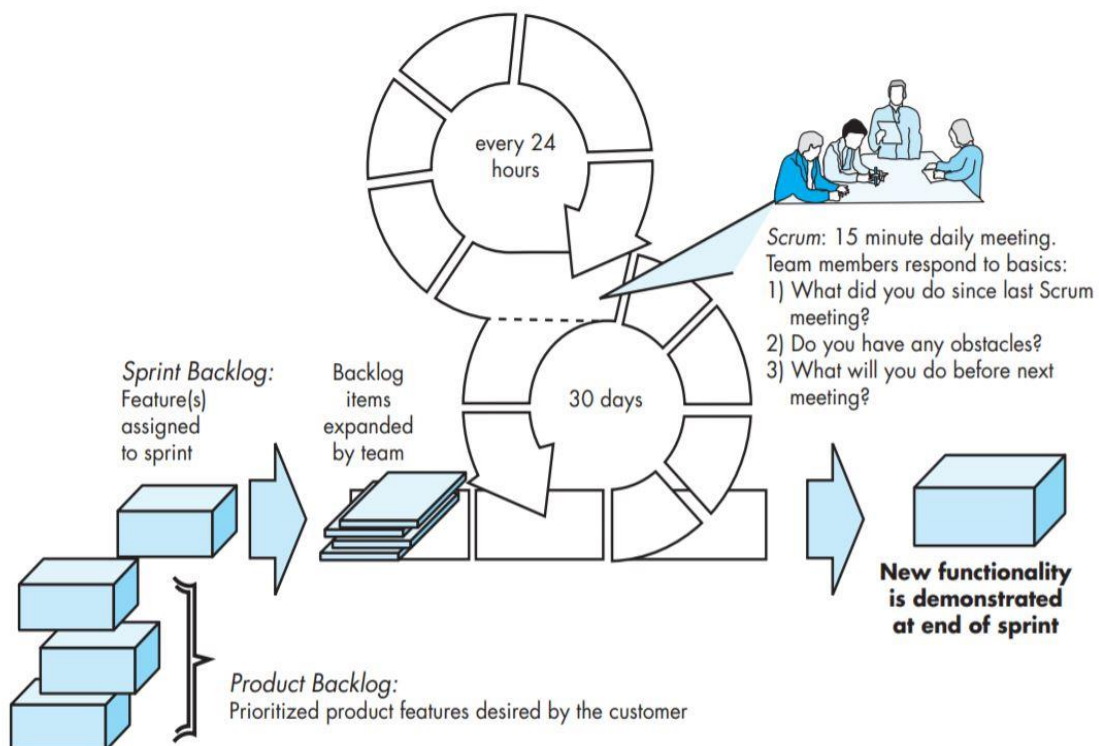 every 24
hours
Scrum: 15 minute daily meeting.
Team members respond to basics:
1) What did you do since last Scrum
meeting?
2) Do you have any obstacles?
3) What will you do before next
meeting?
Sprint Backlog:
Feature(s)
assigned
to sprint
Backlog
items
expanded
by team
30 days
New functionality
is demonstrated
at end of sprint
Product Backlog:
Prioritized product features desired by the customer